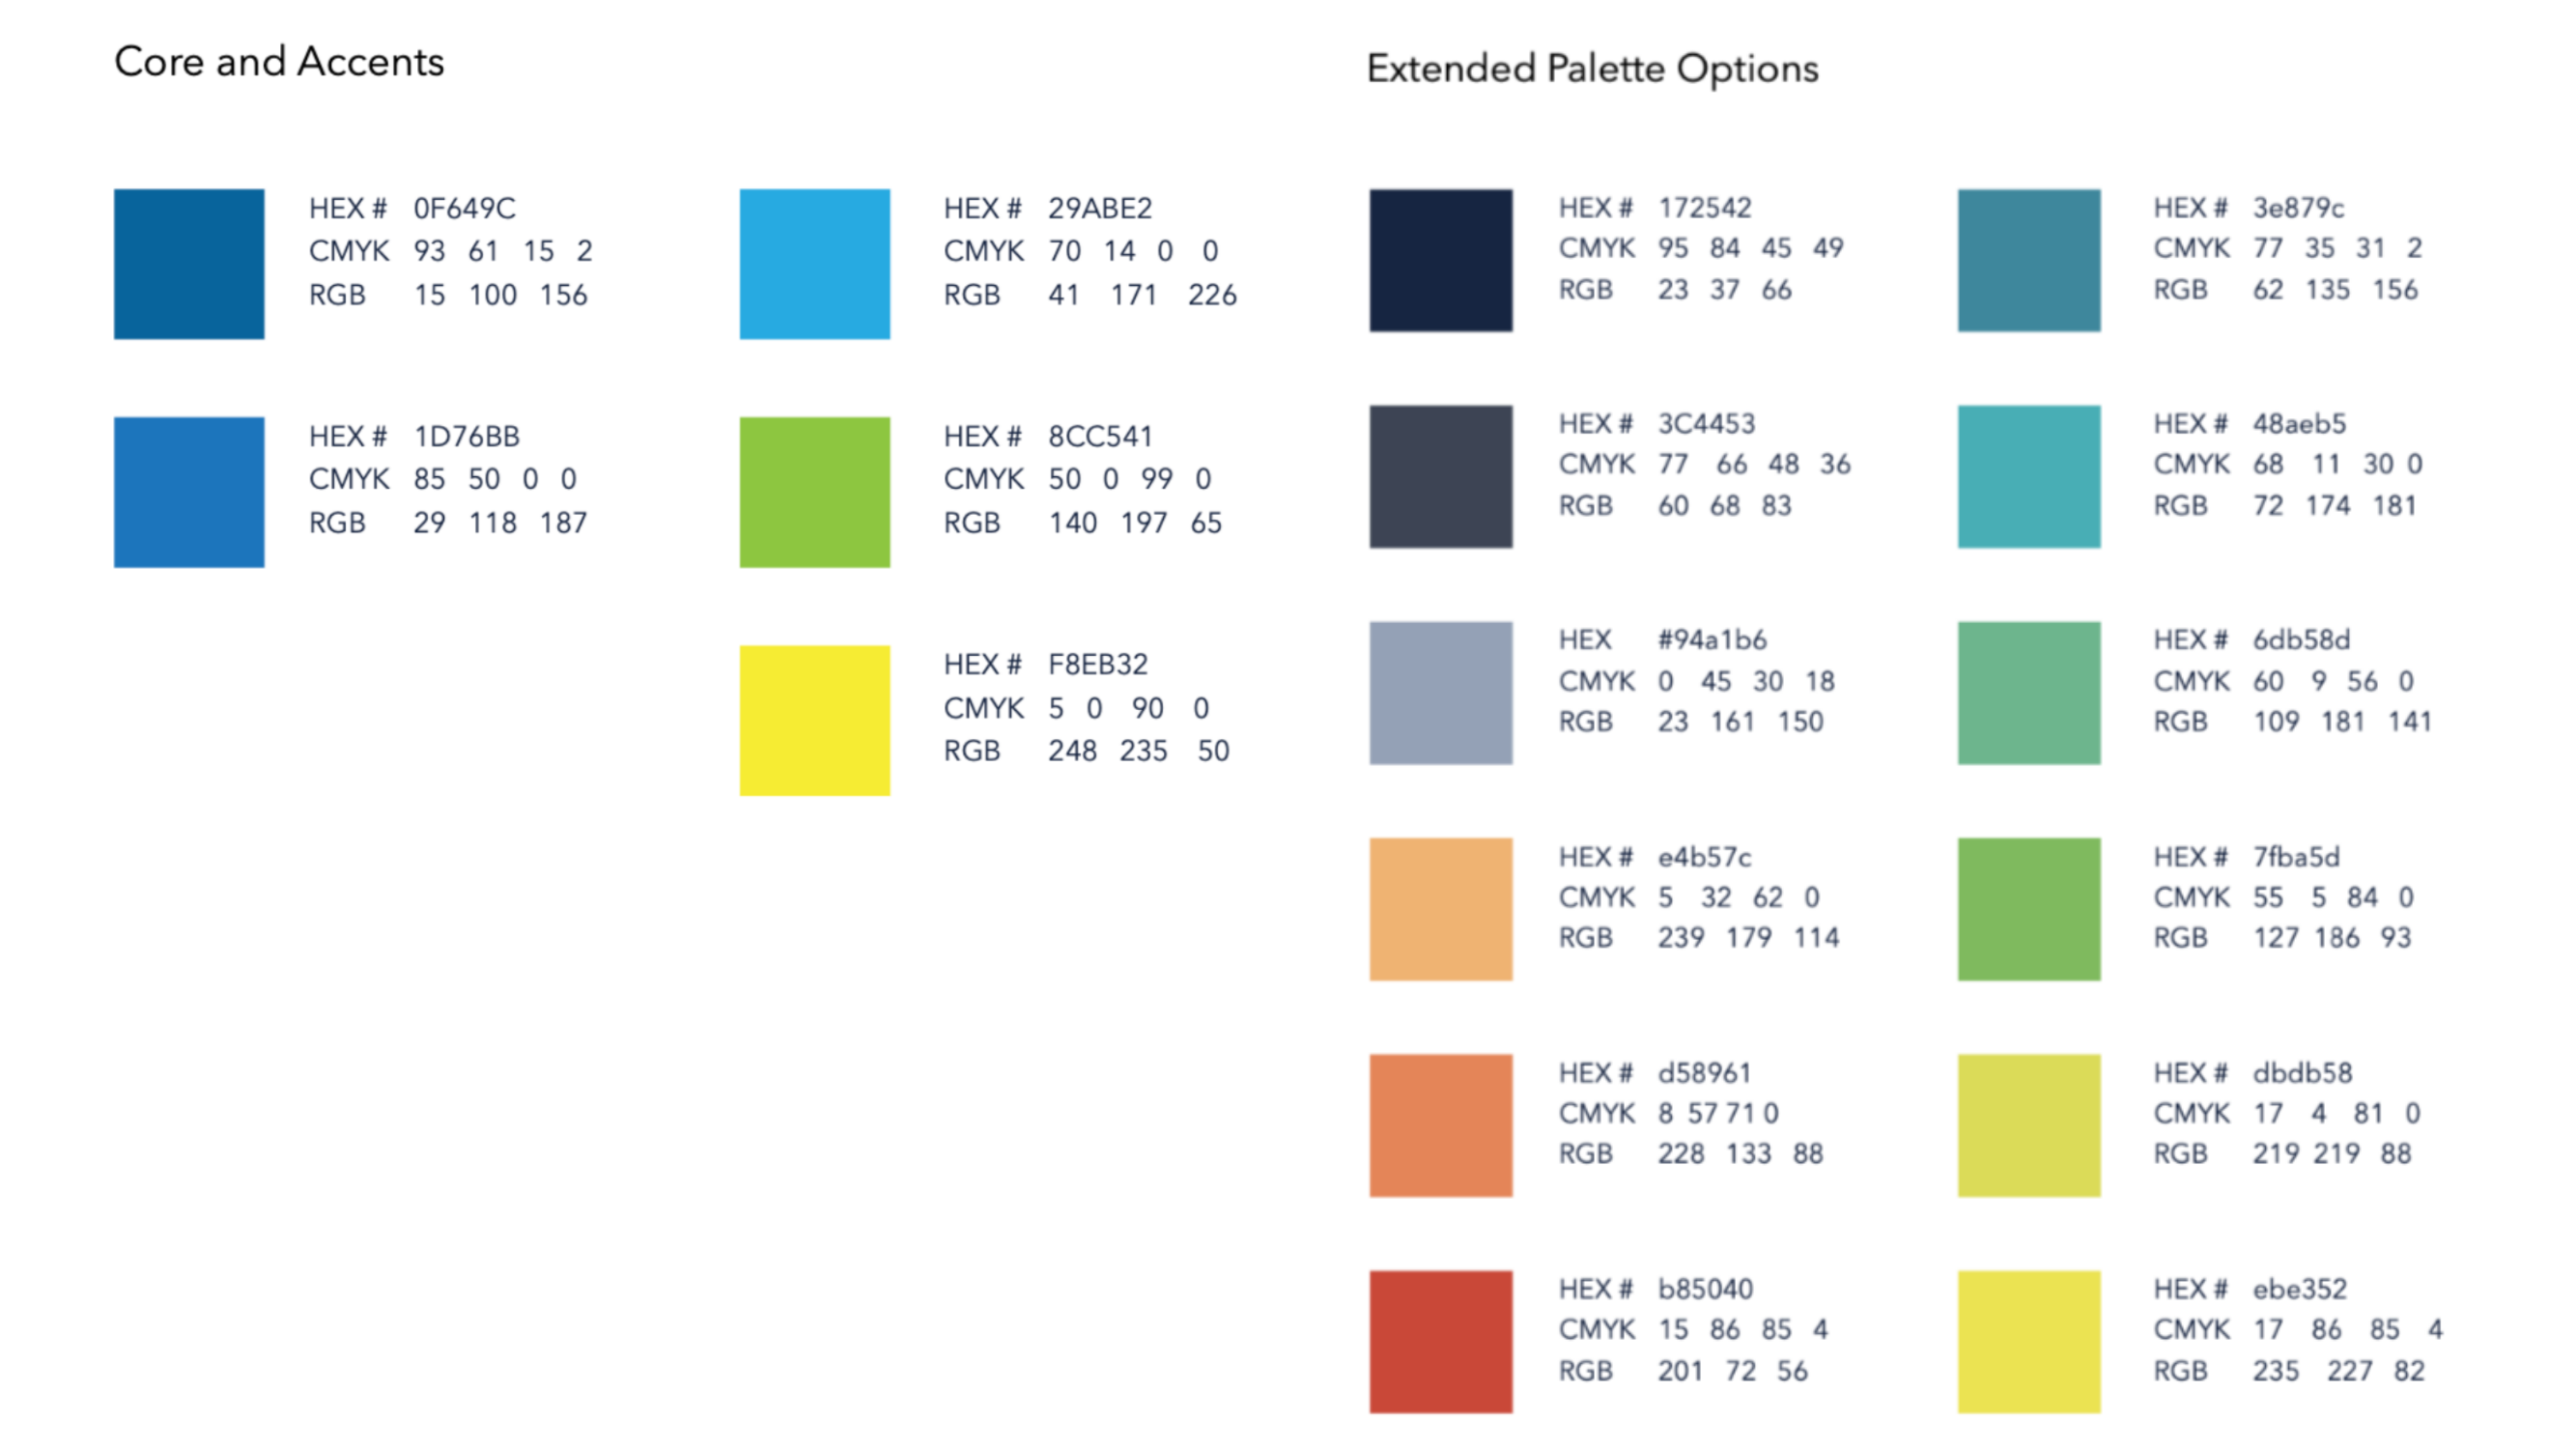 Core and Accents
HEX # 0F649C
CMYK 93 61 15 2
RGB 15 100 156
HEX # 1D76BB
CMYK 85 50 0 0
RGB 29 118 187
HEX # 29ABE2
CMYK 70 14 0 0
RGB 41 171 226
HEX # 8CC541
CMYK 50 0 99 0
RGB 140 197 65
HEX # F8EB32
CMYK 5 0 90 0
RGB 248 235 50
Extended Palette Options
HEX # 172542
CMYK 95 84 45 49
RGB 23 37 66
HEX # 3C4453
CMYK 77 66 48 36
RGB 60 68 83
HEX #94a1b6
CMYK 0 45 30 18
RGB 23 161 150
HEX # e4b57c
CMYK 5 32 62 0
RGB 239 179 114
HEX # d58961
CMYK 8 57 71 0
RGB 228 133 88
HEX # b85040
CMYK 15 86 85 4
RGB 201 72 56
HEX # 3e879c
CMYK 77 35 31 2
RGB 62 135 156
HEX # 48aeb5
CMYK 68 11 30 0
RGB 72 174 181
HEX # 6db58d
CMYK 60 9 56 0
RGB 109 181 141
HEX # 7fba5d
CMYK 55 5 84 0
RGB 127 186 93
HEX # dbdb58
CMYK 17 4 81 0
RGB 219 219 88
HEX # ebe352
CMYK 17 86 85 4
RGB 235 227 82